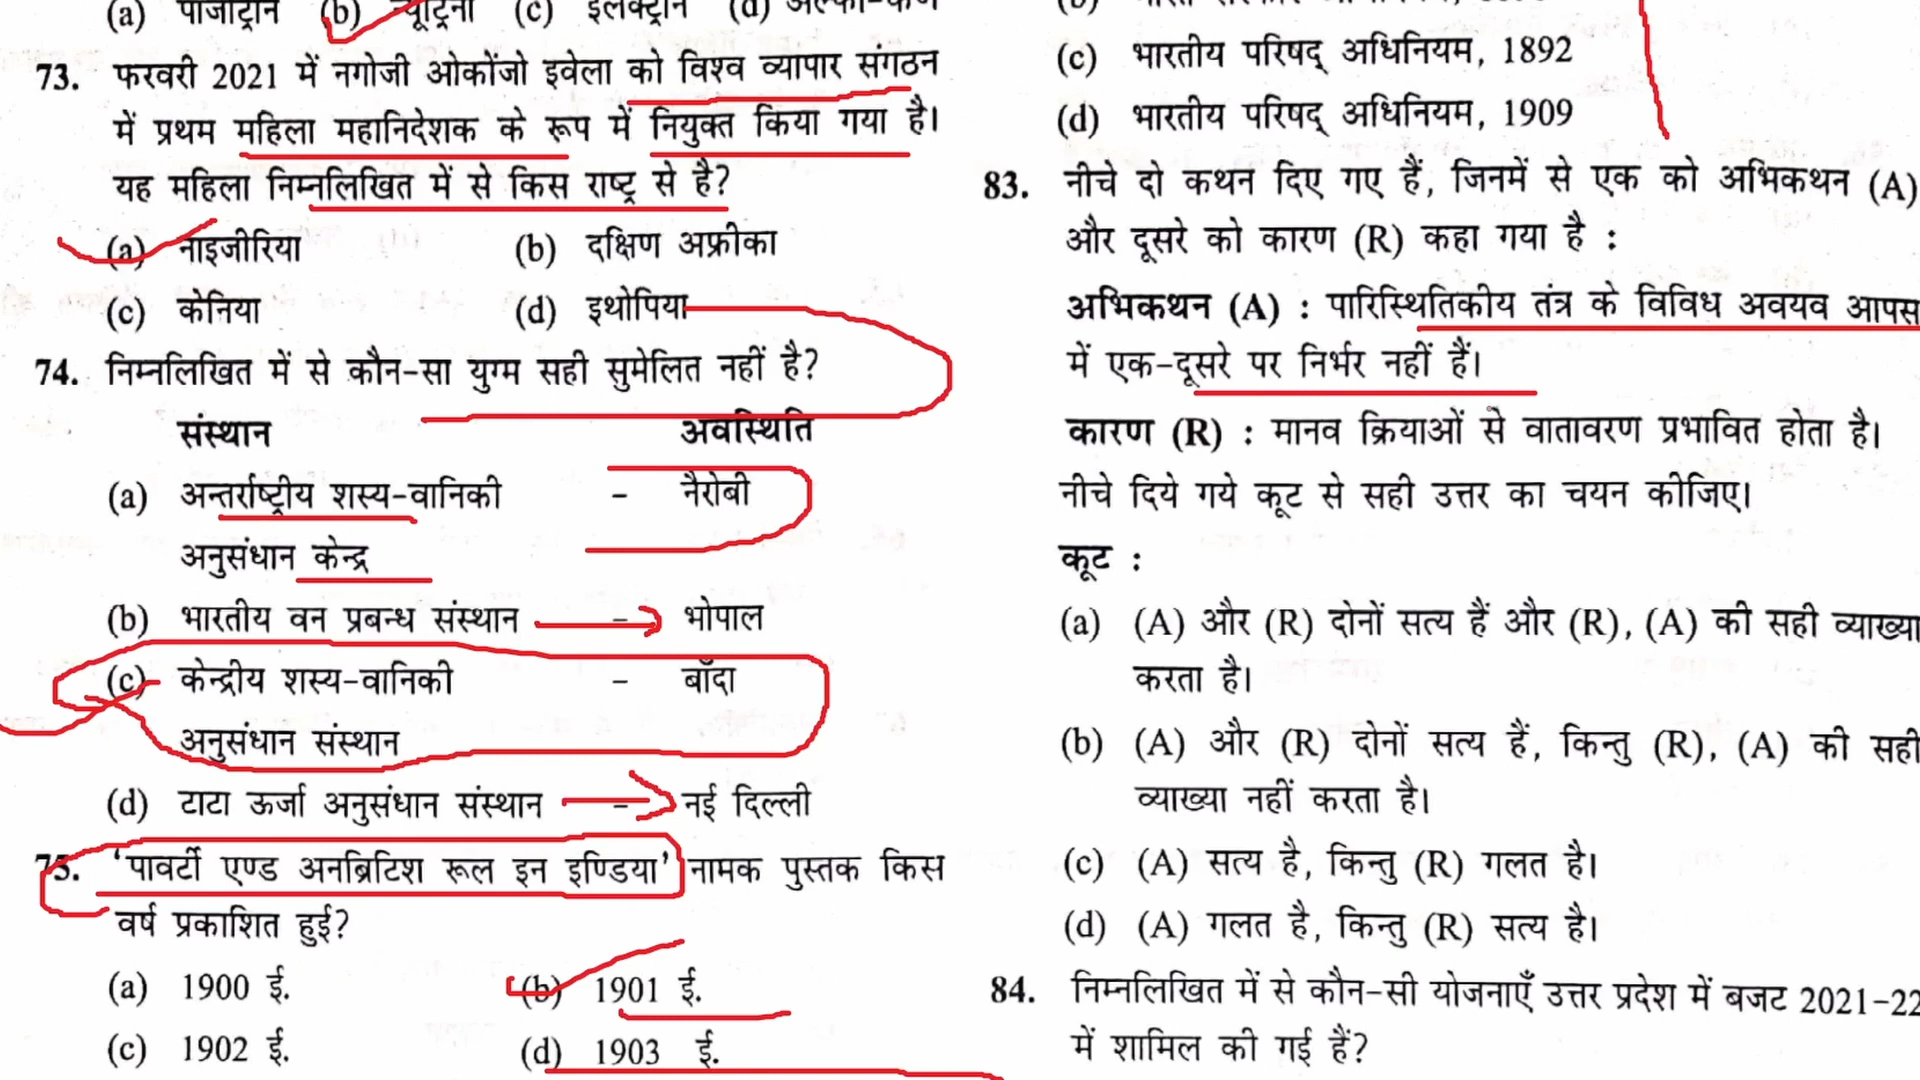 (a) पोजीट्रॉन (b) न्यूट्रिनो (c) इलेक्ट्रॉन (d) अल्फा-कण
73. फरवरी 2021 में नगोजी ओकोंजो इवेला को विश्व व्यापार संगठन
में प्रथम महिला महानिदेशक के रूप में नियुक्त किया गया है।
यह महिला निम्नलिखित में से किस राष्ट्र से है?
(a) नाइजीरिया (b) दक्षिण अफ्रीका
(c) केनिया (d) इथोपिया
74. निम्नलिखित में से कौन-सा युग्म सही सुमेलित नहीं है?
संस्थान अवस्थिति
(a) अन्तर्राष्ट्रीय शस्य-वानिकी - नैरोबी
अनुसंधान केन्द्र
(b) भारतीय वन प्रबन्ध संस्थान - भोपाल
(c) केन्द्रीय शस्य-वानिकी - बाँदा
अनुसंधान संस्थान
(d) टाटा ऊर्जा अनुसंधान संस्थान - नई दिल्ली
75. 'पावर्टी एण्ड अनब्रिटिश रूल इन इण्डिया' नामक पुस्तक किस
वर्ष प्रकाशित हुई?
(a) 1900 ई. (b) 1901 ई.
(c) 1902 ई. (d) 1903 ई.
(c) भारतीय परिषद् अधिनियम, 1892
(d) भारतीय परिषद् अधिनियम, 1909
83. नीचे दो कथन दिए गए हैं, जिनमें से एक को अभिकथन (A)
और दूसरे को कारण (R) कहा गया है :
अभिकथन (A) : पारिस्थितिकीय तंत्र के विविध अवयव आपस
में एक-दूसरे पर निर्भर नहीं हैं।
कारण (R) : मानव क्रियाओं से वातावरण प्रभावित होता है।
नीचे दिये गये कूट से सही उत्तर का चयन कीजिए।
कूट :
(a) (A) और (R) दोनों सत्य हैं और (R), (A) की सही व्याख्या
करता है।
(b) (A) और (R) दोनों सत्य हैं, किन्तु (R), (A) की सही
व्याख्या नहीं करता है।
(c) (A) सत्य है, किन्तु (R) गलत है।
(d) (A) गलत है, किन्तु (R) सत्य है।
84. निम्नलिखित में से कौन-सी योजनाएँ उत्तर प्रदेश में बजट 2021-22
में शामिल की गई हैं?